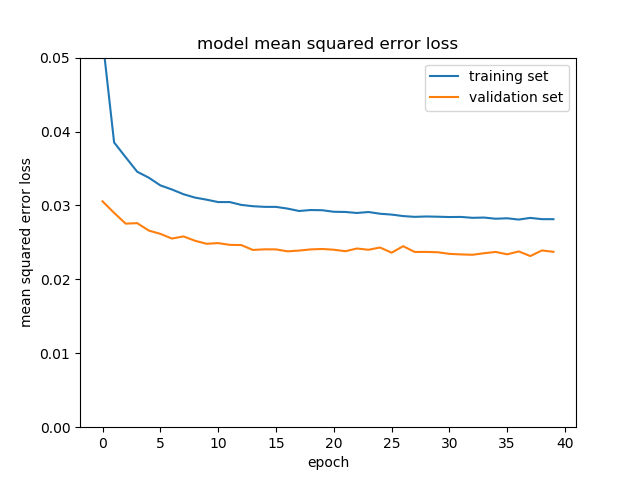 model mean squared error loss
training set
validation set
mean squared error loss
0.05
0.04
0.03
0.02
0.01
0.00
0 5 10 15 20 25 30 35 40
epoch